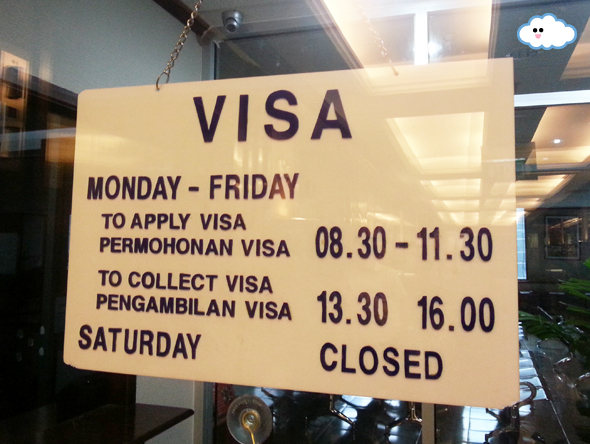 VISA
MONDAY - FRIDAY
TO APPLY VISA
PERMOHONAN VISA 08.30 - 11.30
TO COLLECT VISA
PENGAMBILAN VISA 13.30 16.00
SATURDAY CLOSED